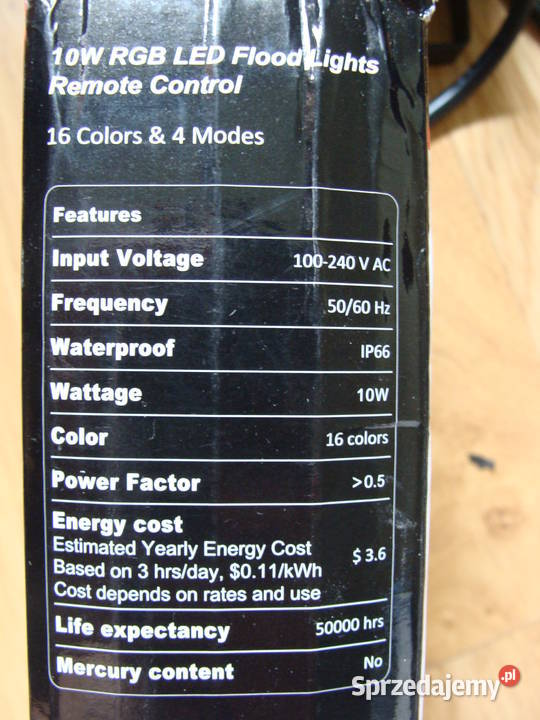 10W RGB LED Flood Lights
Remote Control
16 Colors & 4 Modes
Features
Input Voltage 100-240 V AC
Frequency 50/60 Hz
Waterproof IP66
Wattage 10W
Color 16 colors
Power Factor >0.5
Energy cost
Estimated Yearly Energy Cost $ 3.6
Based on 3 hrs/day, $0.11/kWh
Cost depends on rates and use
Life expectancy 50000 hrs
Mercury content No
Sprzedajemy.pl